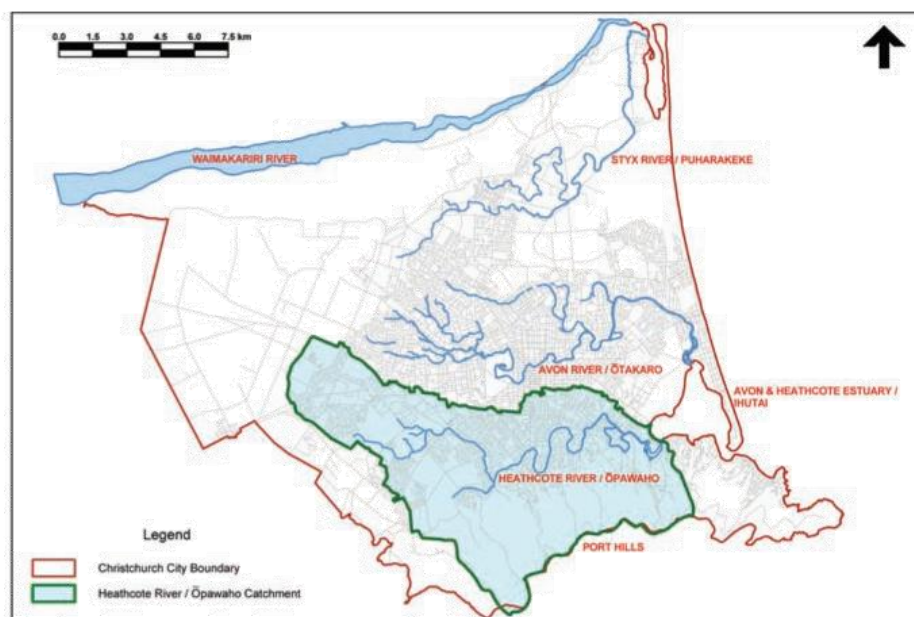 0.0 1.5 3.0 4.5 6.0 7.5 km
WAIMAKARIRI RIVER
STYX RIVER / PUHARAKEKE
AVON RIVER / ŌTAKARO
AVON & HEATHCOTE ESTUARY /
IHUTAI
HEATHCOTE RIVER / ŌPAWAHO
PORT HILLS
Legend
Christchurch City Boundary
Heathcote River / Ōpawaho Catchment